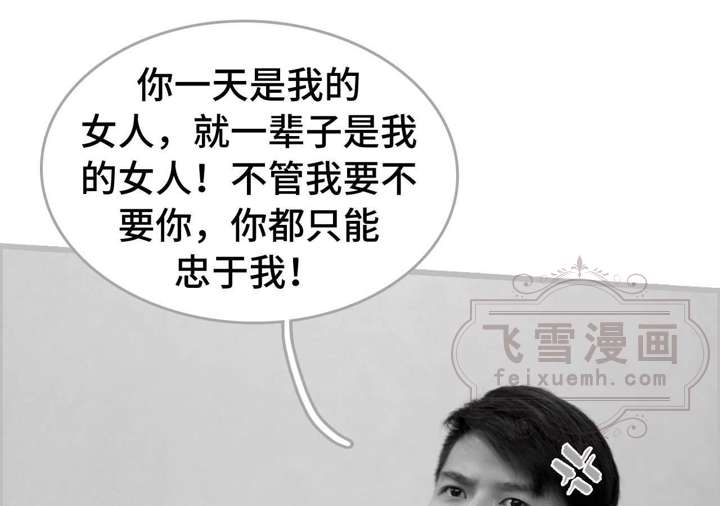 你一天是我的
女人，就一辈子是我
的女人！不管我要不
要你，你都只能
忠于我！
飞雪漫画
feixuemh.com